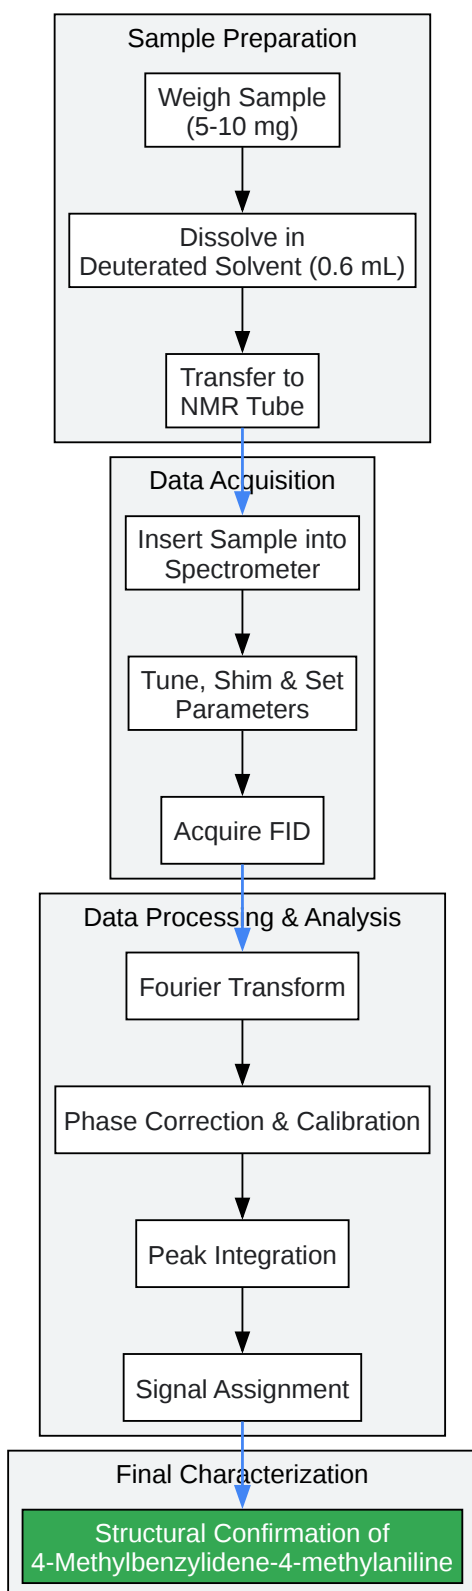 Sample Preparation
Weigh Sample
(5-10 mg)
Dissolve in
Deuterated Solvent (0.6 mL)
Transfer to
NMR Tube
Data Acquisition
Insert Sample into
Spectrometer
Tune, Shim & Set
Parameters
Acquire FID
Data Processing & Analysis
Fourier Transform
Phase Correction & Calibration
Peak Integration
Signal Assignment
Final Characterization
Structural Confirmation of
4-Methylbenzylidene-4-methylaniline